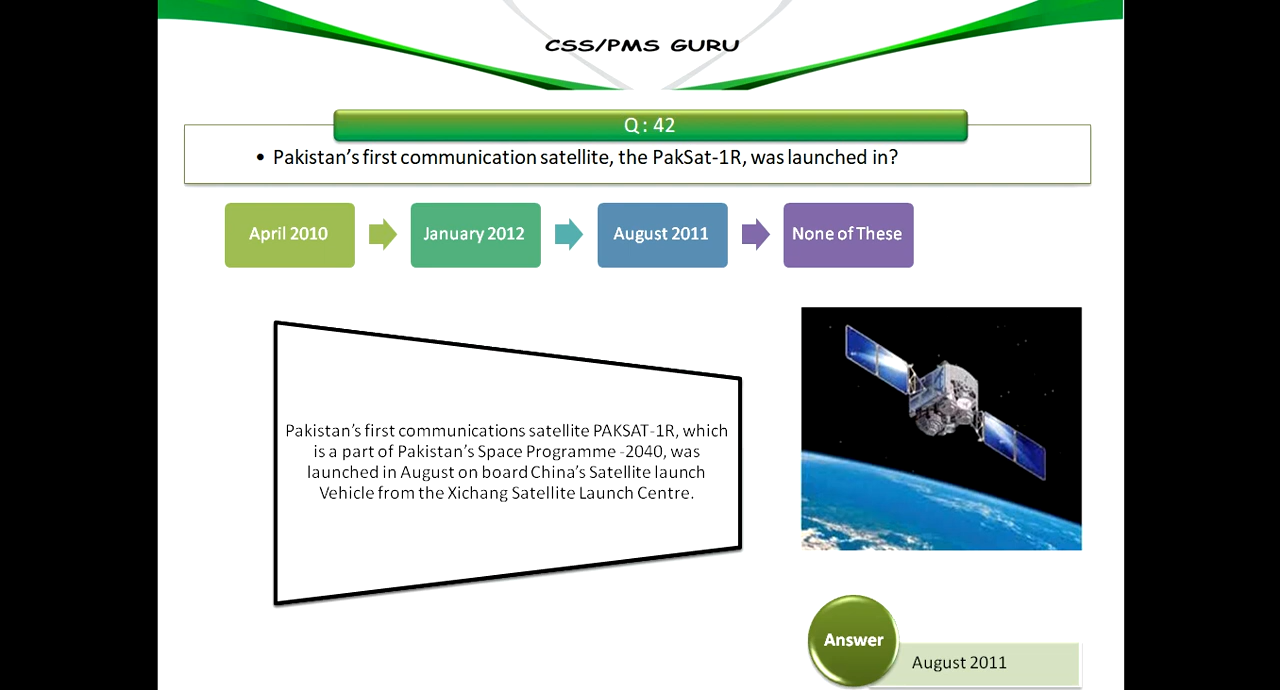 CSS/PMS GURU
Q : 42
• Pakistan’s first communication satellite, the PakSat-1R, was launched in?
April 2010
January 2012
August 2011
None of These
Pakistan’s first communications satellite PAKSAT-1R, which
is a part of Pakistan’s Space Programme -2040, was
launched in August on board China’s Satellite launch
Vehicle from the Xichang Satellite Launch Centre.
Answer
August 2011